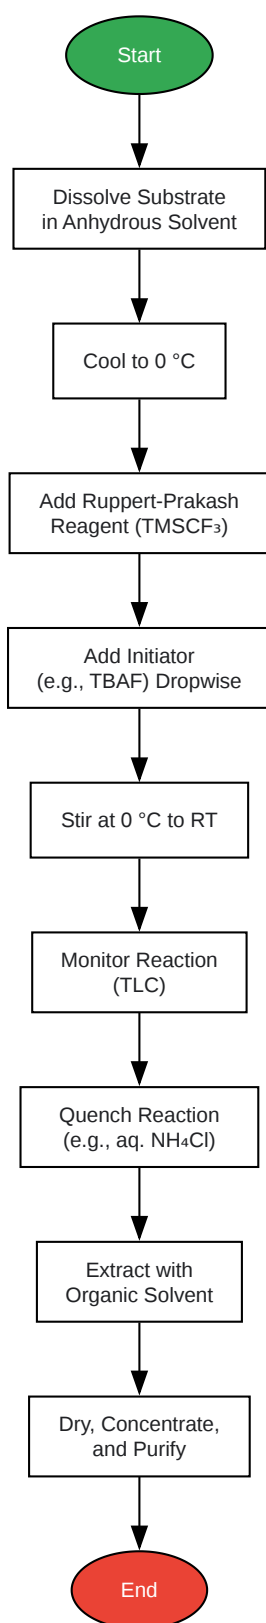 Start
Dissolve Substrate
in Anhydrous Solvent
Cool to 0 °C
Add Ruppert-Prakash
Reagent (TMSCF₃)
Add Initiator
(e.g., TBAF) Dropwise
Stir at 0 °C to RT
Monitor Reaction
(TLC)
Quench Reaction
(e.g., aq. NH₄Cl)
Extract with
Organic Solvent
Dry, Concentrate,
and Purify
End